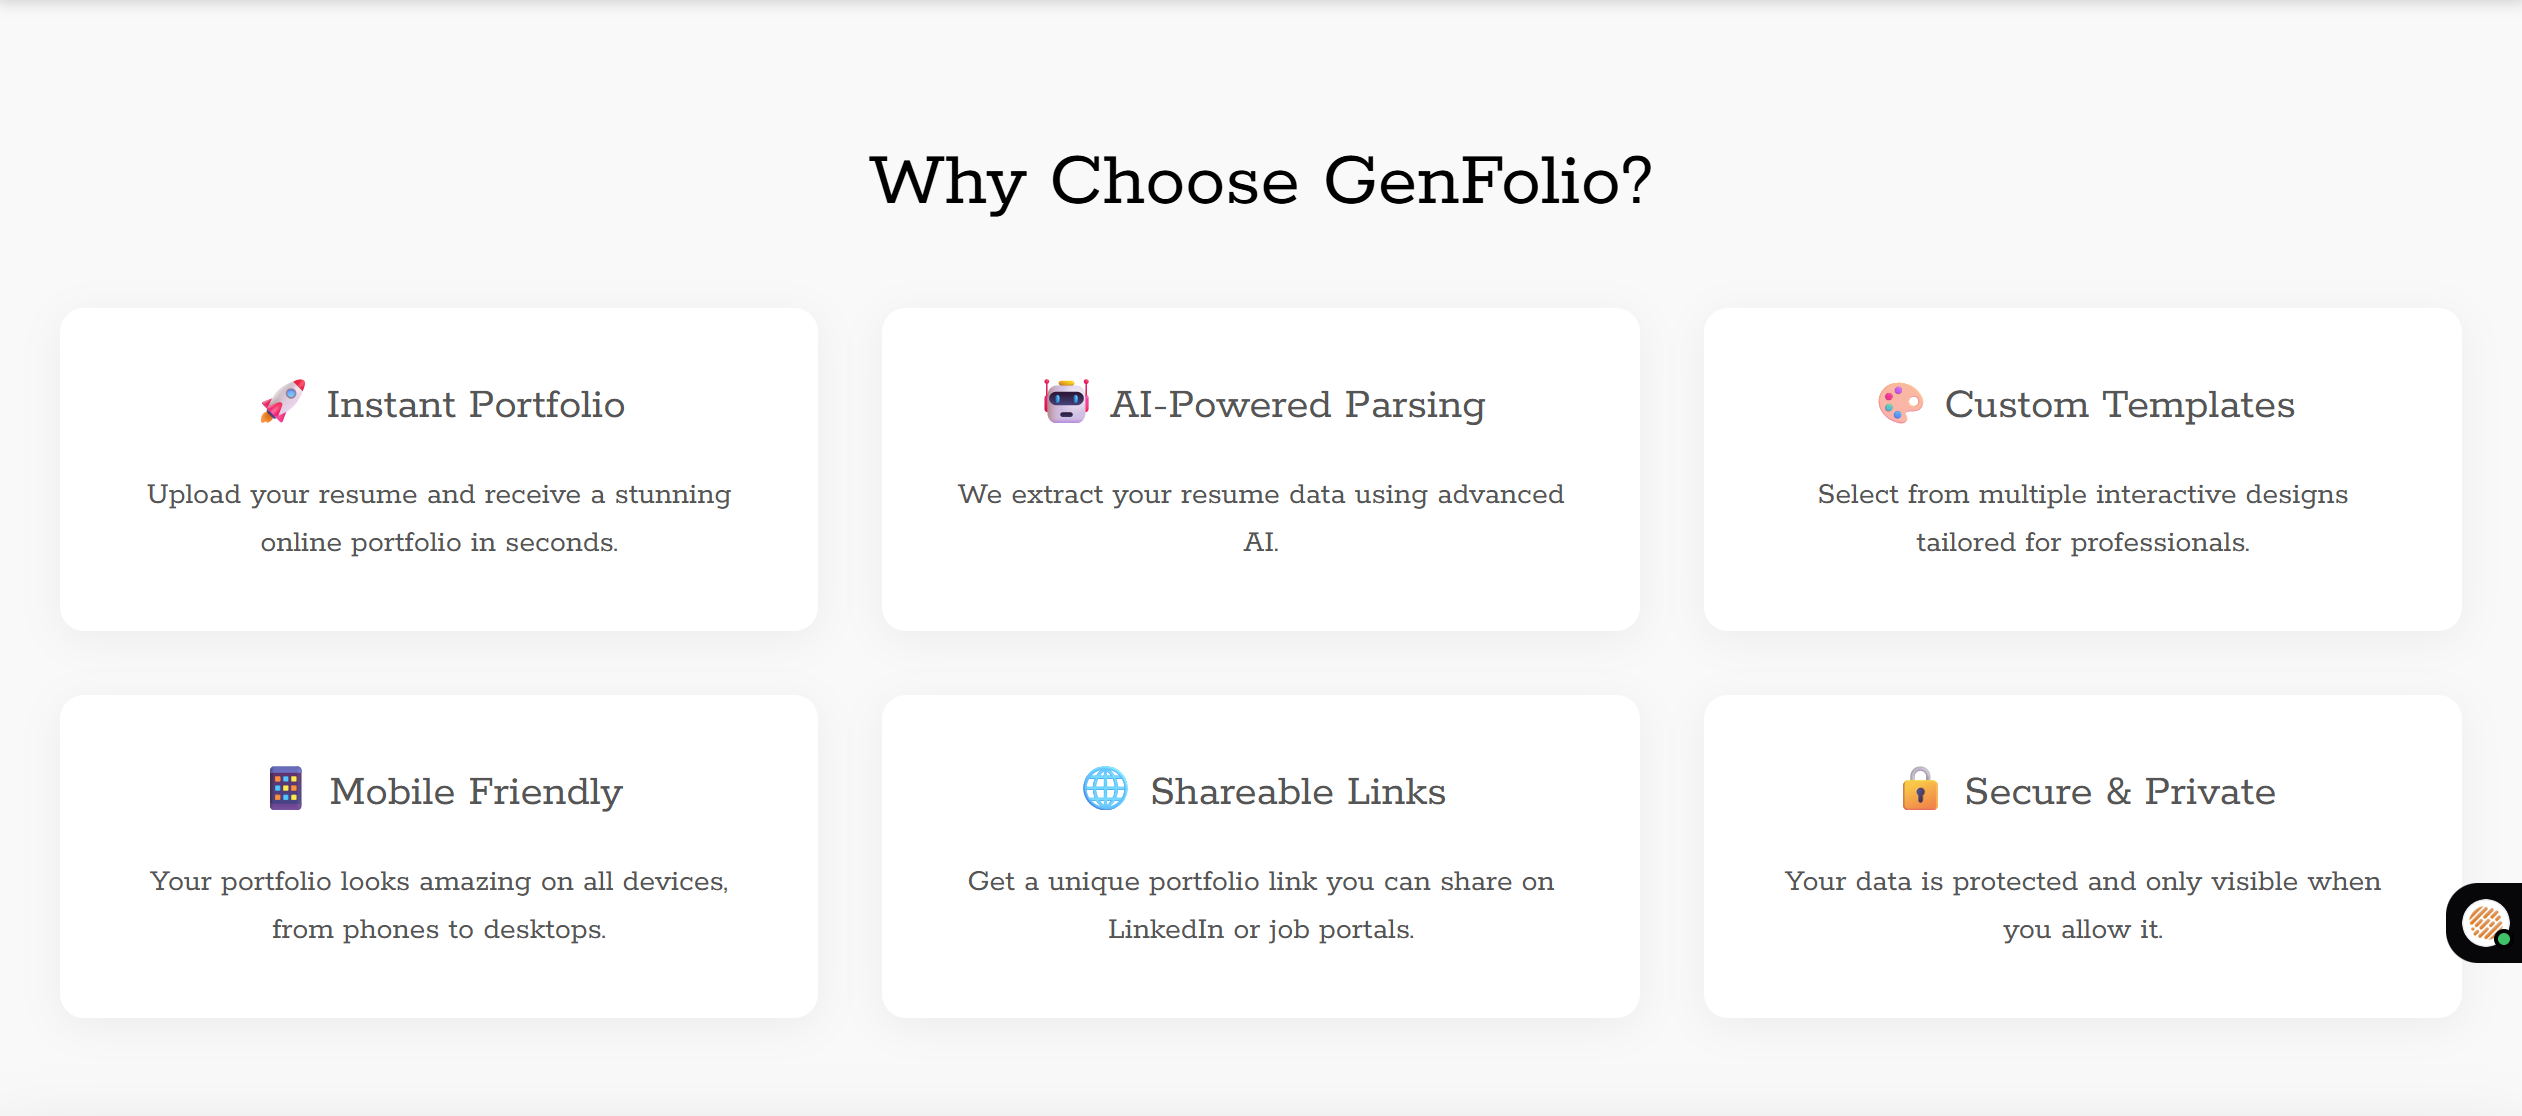 Why Choose GenFolio?
🚀 Instant Portfolio
Upload your resume and receive a stunning
online portfolio in seconds.
🤖 AI-Powered Parsing
We extract your resume data using advanced
AI.
🎨 Custom Templates
Select from multiple interactive designs
tailored for professionals.
📱 Mobile Friendly
Your portfolio looks amazing on all devices,
from phones to desktops.
🌐 Shareable Links
Get a unique portfolio link you can share on
LinkedIn or job portals.
🔒 Secure & Private
Your data is protected and only visible when
you allow it.